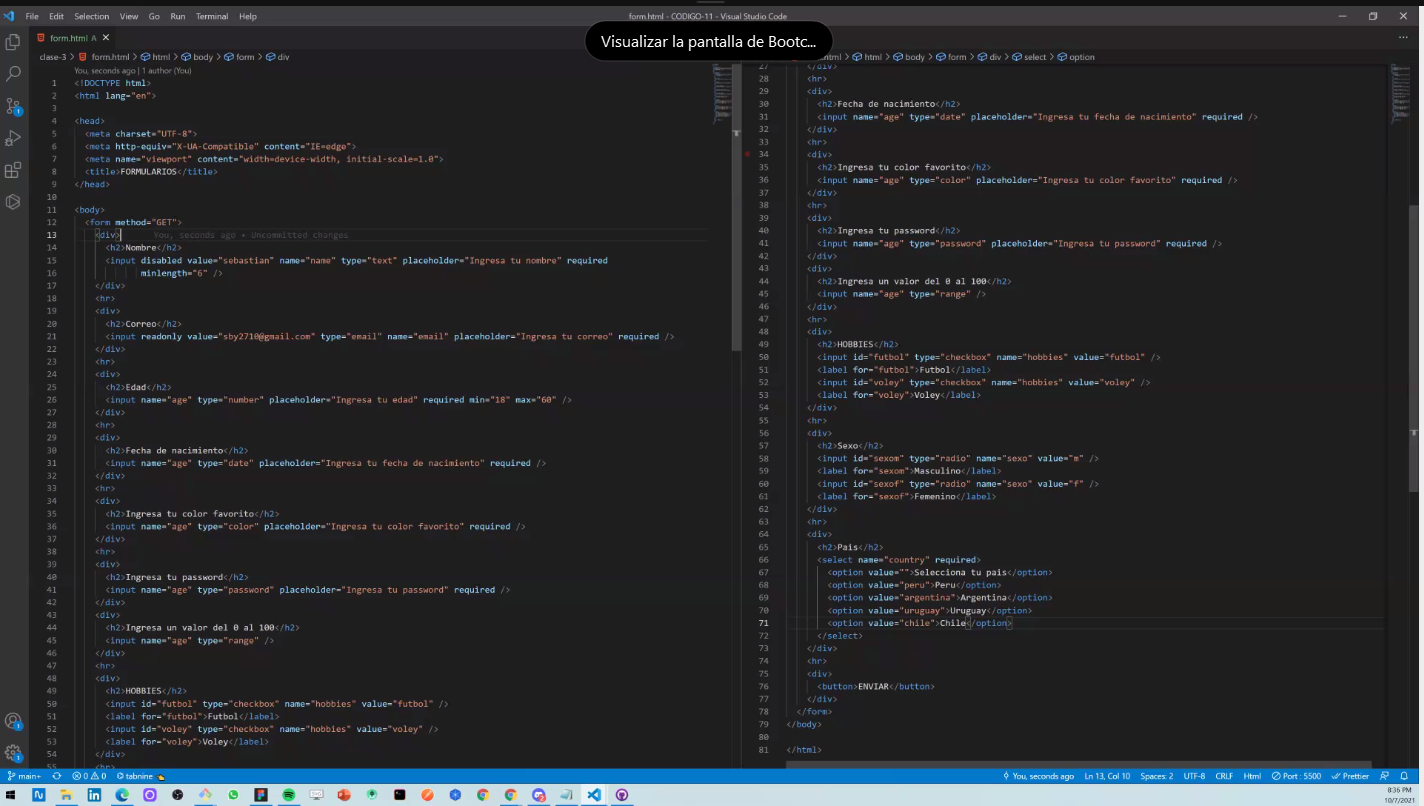 File Edit Selection View Go Run Terminal Help
form.html - CODIGO-11 - Visual Studio Code
Visualizar la pantalla de Bootc...
form.html A
clase-3 > form.html > html > body > form > div
You, seconds ago | 1 author (You)
1 <!DOCTYPE html>
2 <html lang="en">
3
4 <head>
5 <meta charset="UTF-8">
6 <meta http-equiv="X-UA-Compatible" content="IE=edge">
7 <meta name="viewport" content="width=device-width, initial-scale=1.0">
8 <title>FORMULARIOS</title>
9 </head>
10
11 <body>
12 <form method="GET">
13 <div> You, seconds ago • Uncommitted changes
14 <h2>Nombre</h2>
15 <input disabled value="sebastian" name="name" type="text" placeholder="Ingresa tu nombre" required
16 minlength="6" />
17 </div>
18 <hr>
19 <div>
20 <h2>Correo</h2>
21 <input readonly value="sby2710@gmail.com" type="email" name="email" placeholder="Ingresa tu correo" required />
22 </div>
23 <hr>
24 <div>
25 <h2>Edad</h2>
26 <input name="age" type="number" placeholder="Ingresa tu edad" required min="18" max="60" />
27 </div>
28 <hr>
29 <div>
30 <h2>Fecha de nacimiento</h2>
31 <input name="age" type="date" placeholder="Ingresa tu fecha de nacimiento" required />
32 </div>
33 <hr>
34 <div>
35 <h2>Ingresa tu color favorito</h2>
36 <input name="age" type="color" placeholder="Ingresa tu color favorito" required />
37 </div>
38 <hr>
39 <div>
40 <h2>Ingresa tu password</h2>
41 <input name="age" type="password" placeholder="Ingresa tu password" required />
42 </div>
43 <div>
44 <h2>Ingresa un valor del 0 al 100</h2>
45 <input name="age" type="range" />
46 </div>
47 <hr>
48 <div>
49 <h2>HOBBIES</h2>
50 <input id="futbol" type="checkbox" name="hobbies" value="futbol" />
51 <label for="futbol">Futbol</label>
52 <input id="voley" type="checkbox" name="hobbies" value="voley" />
53 <label for="voley">Voley</label>
54 </div>
55 <hr>
html > html > body > form > div > select > option
27 </div>
28 <hr>
29 <div>
30 <h2>Fecha de nacimiento</h2>
31 <input name="age" type="date" placeholder="Ingresa tu fecha de nacimiento" required />
32 </div>
33 <hr>
34 <div>
35 <h2>Ingresa tu color favorito</h2>
36 <input name="age" type="color" placeholder="Ingresa tu color favorito" required />
37 </div>
38 <hr>
39 <div>
40 <h2>Ingresa tu password</h2>
41 <input name="age" type="password" placeholder="Ingresa tu password" required />
42 </div>
43 <div>
44 <h2>Ingresa un valor del 0 al 100</h2>
45 <input name="age" type="range" />
46 </div>
47 <hr>
48 <div>
49 <h2>HOBBIES</h2>
50 <input id="futbol" type="checkbox" name="hobbies" value="futbol" />
51 <label for="futbol">Futbol</label>
52 <input id="voley" type="checkbox" name="hobbies" value="voley" />
53 <label for="voley">Voley</label>
54 </div>
55 <hr>
56 <div>
57 <h2>Sexo</h2>
58 <input id="sexom" type="radio" name="sexo" value="m" />
59 <label for="sexom">Masculino</label>
60 <input id="sexof" type="radio" name="sexo" value="f" />
61 <label for="sexof">Femenino</label>
62 </div>
63 <hr>
64 <div>
65 <h2>Pais</h2>
66 <select name="country" required>
67 <option value="">Selecciona tu pais</option>
68 <option value="peru">Peru</option>
69 <option value="argentina">Argentina</option>
70 <option value="uruguay">Uruguay</option>
71 <option value="chile">Chile</option>
72 </select>
73 </div>
74 <hr>
75 <div>
76 <button>ENVIAR</button>
77 </div>
78 </form>
79 </body>
80
81 </html>
main+ 0 0 tabnine You, seconds ago Ln 13, Col 10 Spaces: 2 UTF-8 CRLF Html Port : 5500 Prettier
8:36 PM
10/7/2021